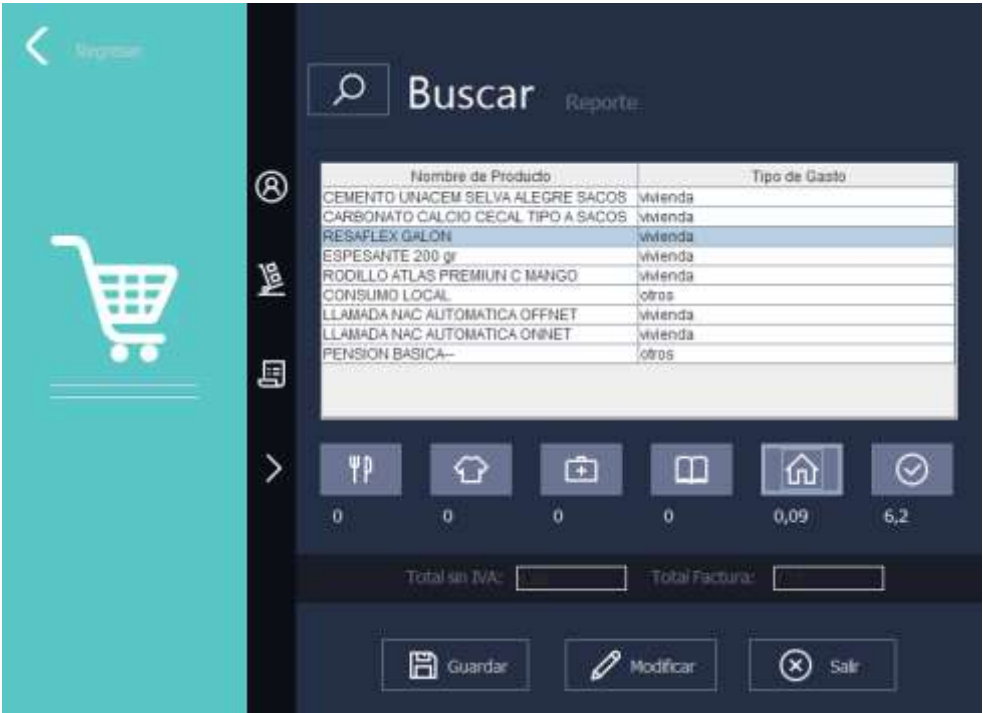 Regresar
Buscar Reporte
Nombre de Producto Tipo de Gasto
CEMENTO UNACEM SELVA ALEGRE SACOS vivienda
CARBONATO CALCIO CECAL TIPO A SACOS vivienda
RESAFLEX GALON vivienda
ESPESANTE 200 gr vivienda
RODILLO ATLAS PREMIUN C MANGO vivienda
CONSUMO LOCAL otros
LLAMADA NAC AUTOMATICA OFFNET vivienda
LLAMADA NAC AUTOMATICA ONNET vivienda
PENSION BASICA-- otros
0 0 0 0 0,09 6,2
Total sin IVA: Total Factura:
Guardar Modificar Salir